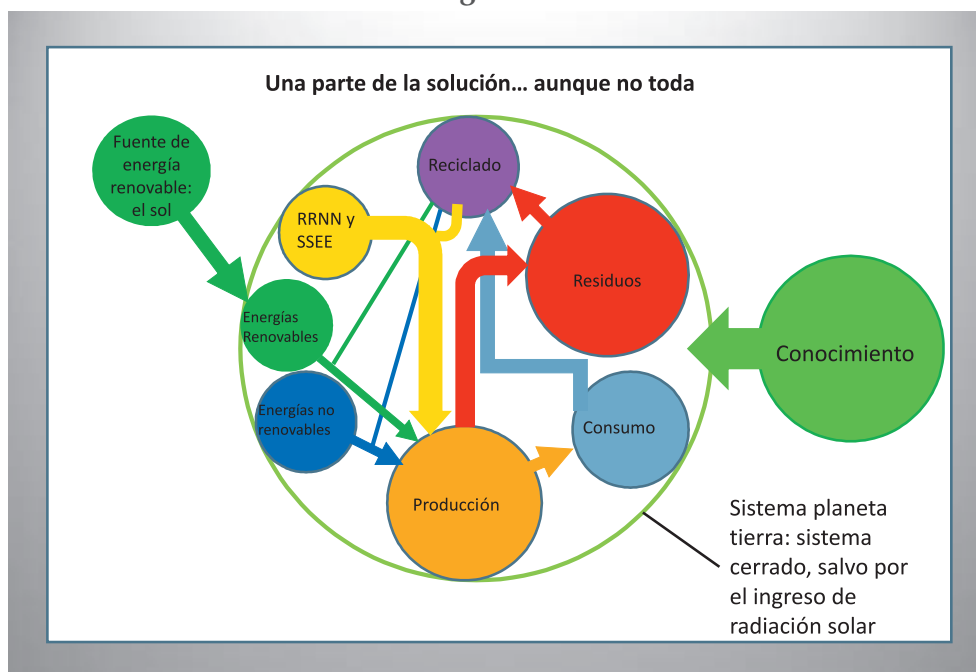 Una parte de la solución… aunque no toda
Fuente de
energía
renovable:
el sol
Reciclado
RRNN y
SSEE
Residuos
Energías
Renovables
Conocimiento
Energías no
renovables
Consumo
Producción
Sistema planeta
tierra: sistema
cerrado, salvo por
el ingreso de
radiación solar